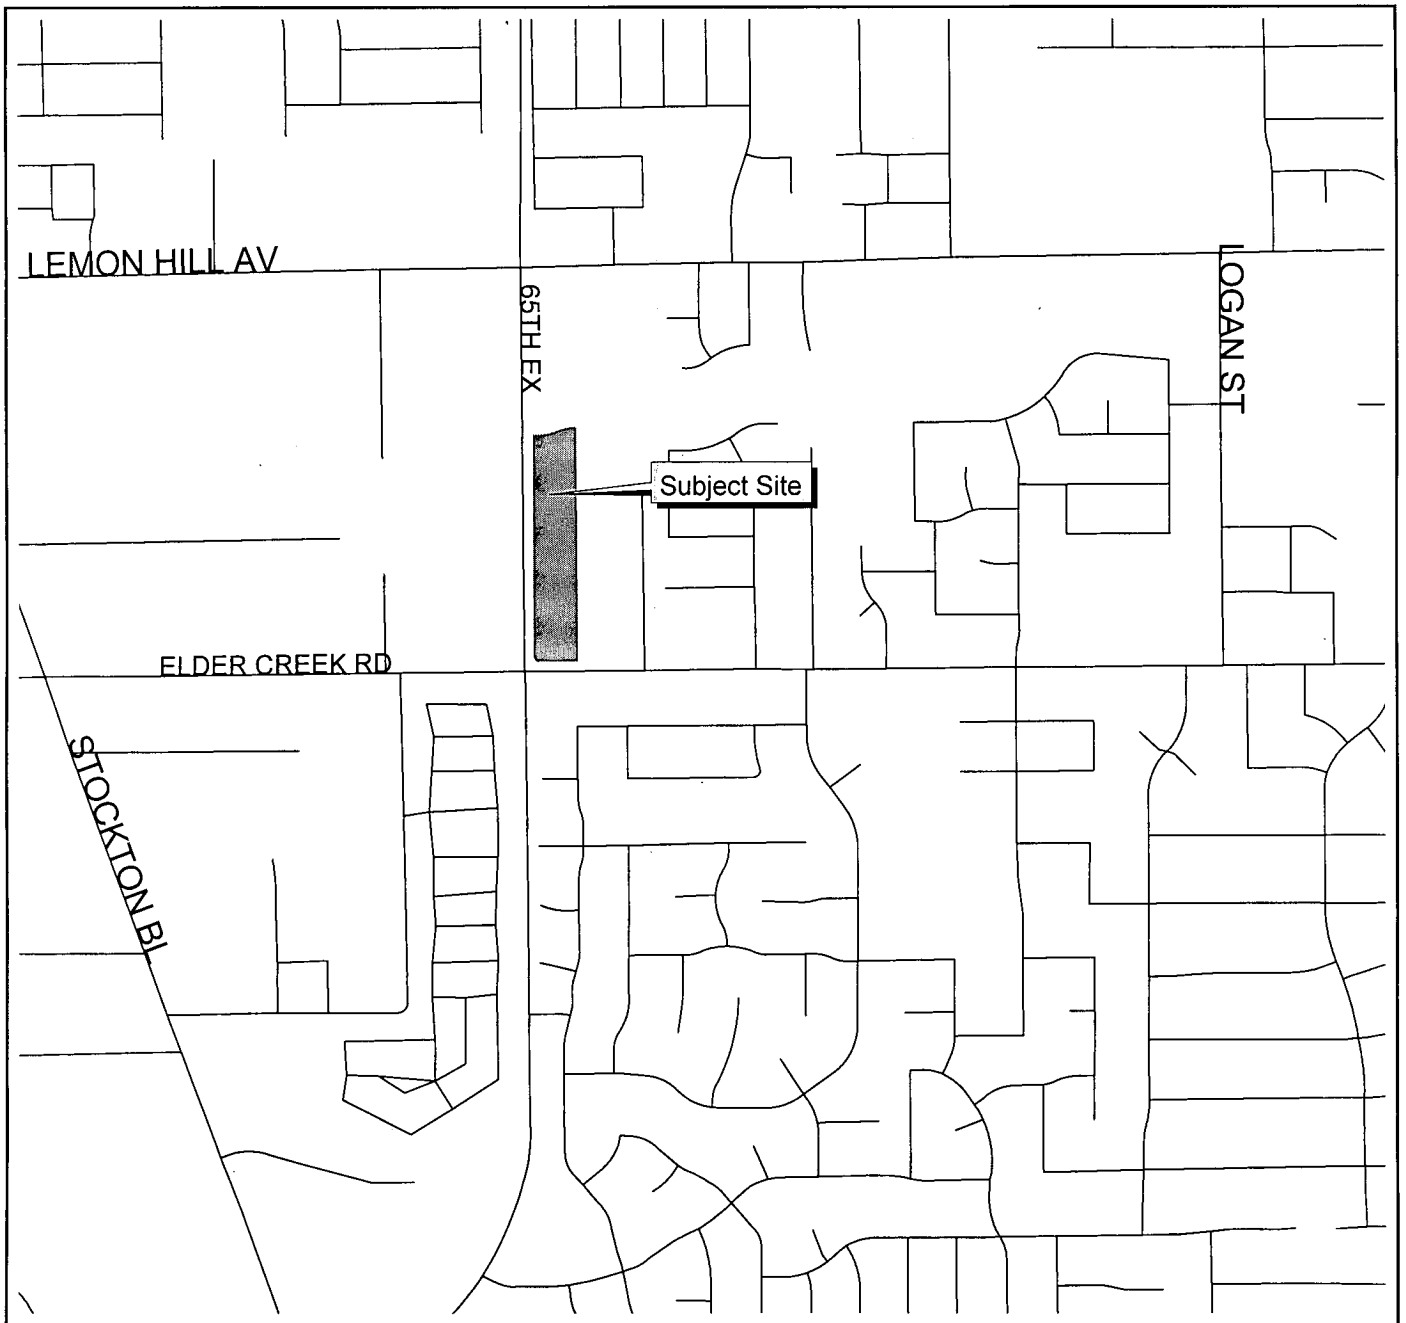 LEMON HILL AV
65TH EX
LOGAN ST
Subject Site
ELDER CREEK RD
STOCKTON BL